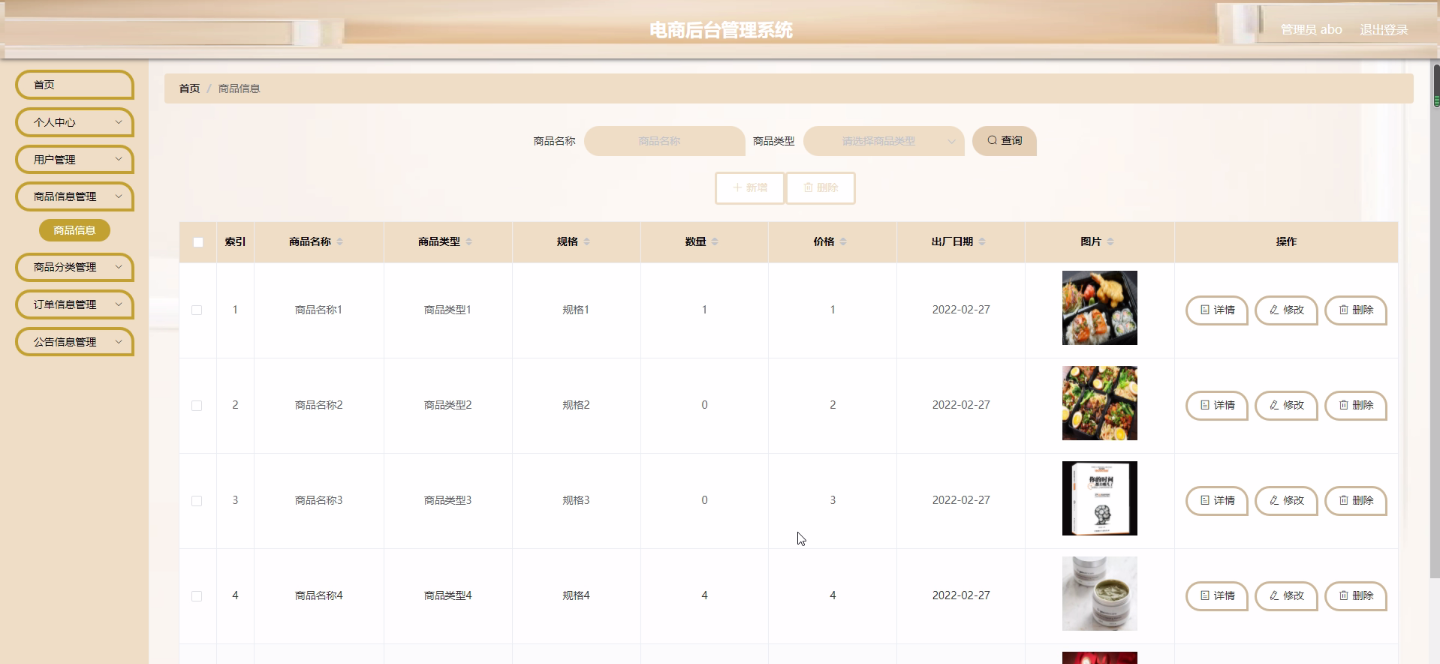 电商后台管理系统
管理员 abo 退出登录
首页
个人中心
用户管理
商品信息管理
商品信息
商品分类管理
订单信息管理
公告信息管理
首页 / 商品信息
商品名称 商品名称 商品类型 请选择商品类型 查询
新增 删除
索引 商品名称 商品类型 规格 数量 价格 出厂日期 图片 操作
1 商品名称1 商品类型1 规格1 1 1 2022-02-27 详情 修改 删除
2 商品名称2 商品类型2 规格2 0 2 2022-02-27 详情 修改 删除
3 商品名称3 商品类型3 规格3 0 3 2022-02-27 详情 修改 删除
你的时间
4 商品名称4 商品类型4 规格4 4 4 2022-02-27 详情 修改 删除